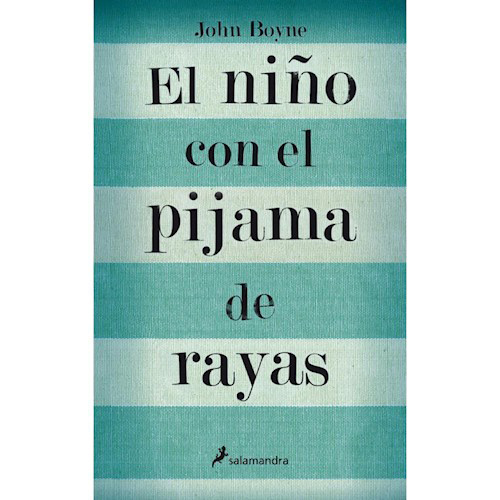 John Boyne
El niño
con el
pijama
de
rayas
salamandra